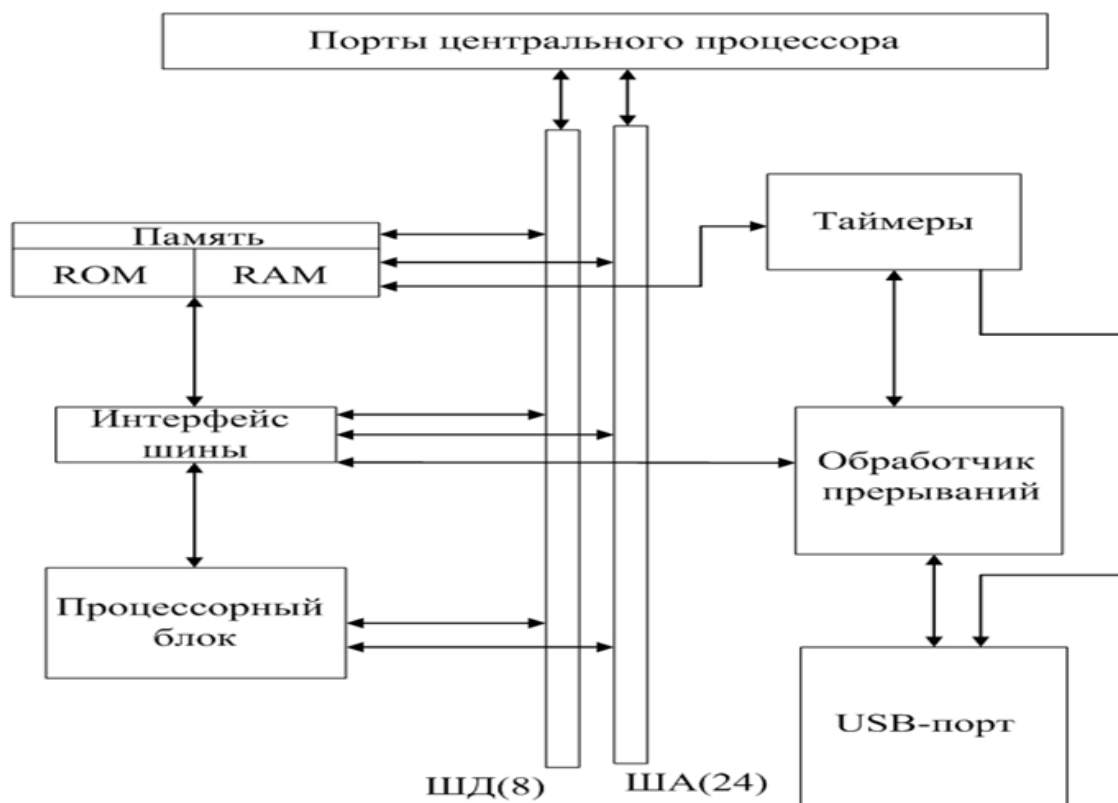 Порты центрального процессора
Таймеры
Память
ROM
RAM
Интерфейс
шины
Обработчик
прерываний
Процессорный
блок
USB-порт
ШД(8)
ША(24)